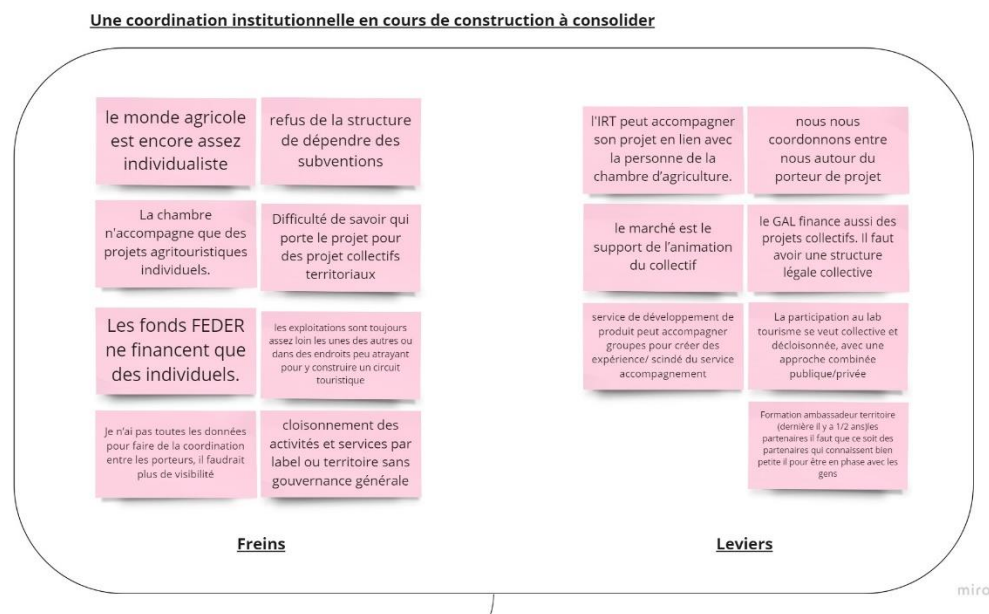 Une coordination institutionnelle en cours de construction à consolider
le monde agricole
est encore assez
individualiste
refus de la structure
de dépendre des
subventions
La chambre
n'accompagne que des
projets agritouristiques
individuels.
Difficulté de savoir qui
porte le projet pour
des projet collectifs
territoriaux
Les fonds FEDER
ne financent que
des individuels.
les exploitations sont toujours
assez loin les unes des autres ou
dans des endroits peu atrayant
pour y construire un circuit
touristique
Je n'ai pas toutes les données
pour faire de la coordination
entre les porteurs, il faudrait
plus de visibilité
cloisonnement des
activités et services par
label ou territoire sans
gouvernance générale
Freins
l'IRT peut accompagner
son projet en lien avec
la personne de la
chambre d'agriculture.
nous nous
coordonnons entre
nous autour du
porteur de projet
le marché est le
support de l'animation
du collectif
le GAL finance aussi des
projets collectifs. Il faut
avoir une structure
légale collective
service de développement de
produit peut accompagner
groupes pour créer des
expérience/ scindé du service
accompagnement
La participation au lab
tourisme se veut collective et
décloisonnée, avec une
approche combinée
publique/privée
Formation ambassadeur territoire
(dernière il y a 1/2 ans)les
partenaires il faut que ce soit des
partenaires qui connaissent bien
petite il pour être en phase avec les
gens
Leviers
miro